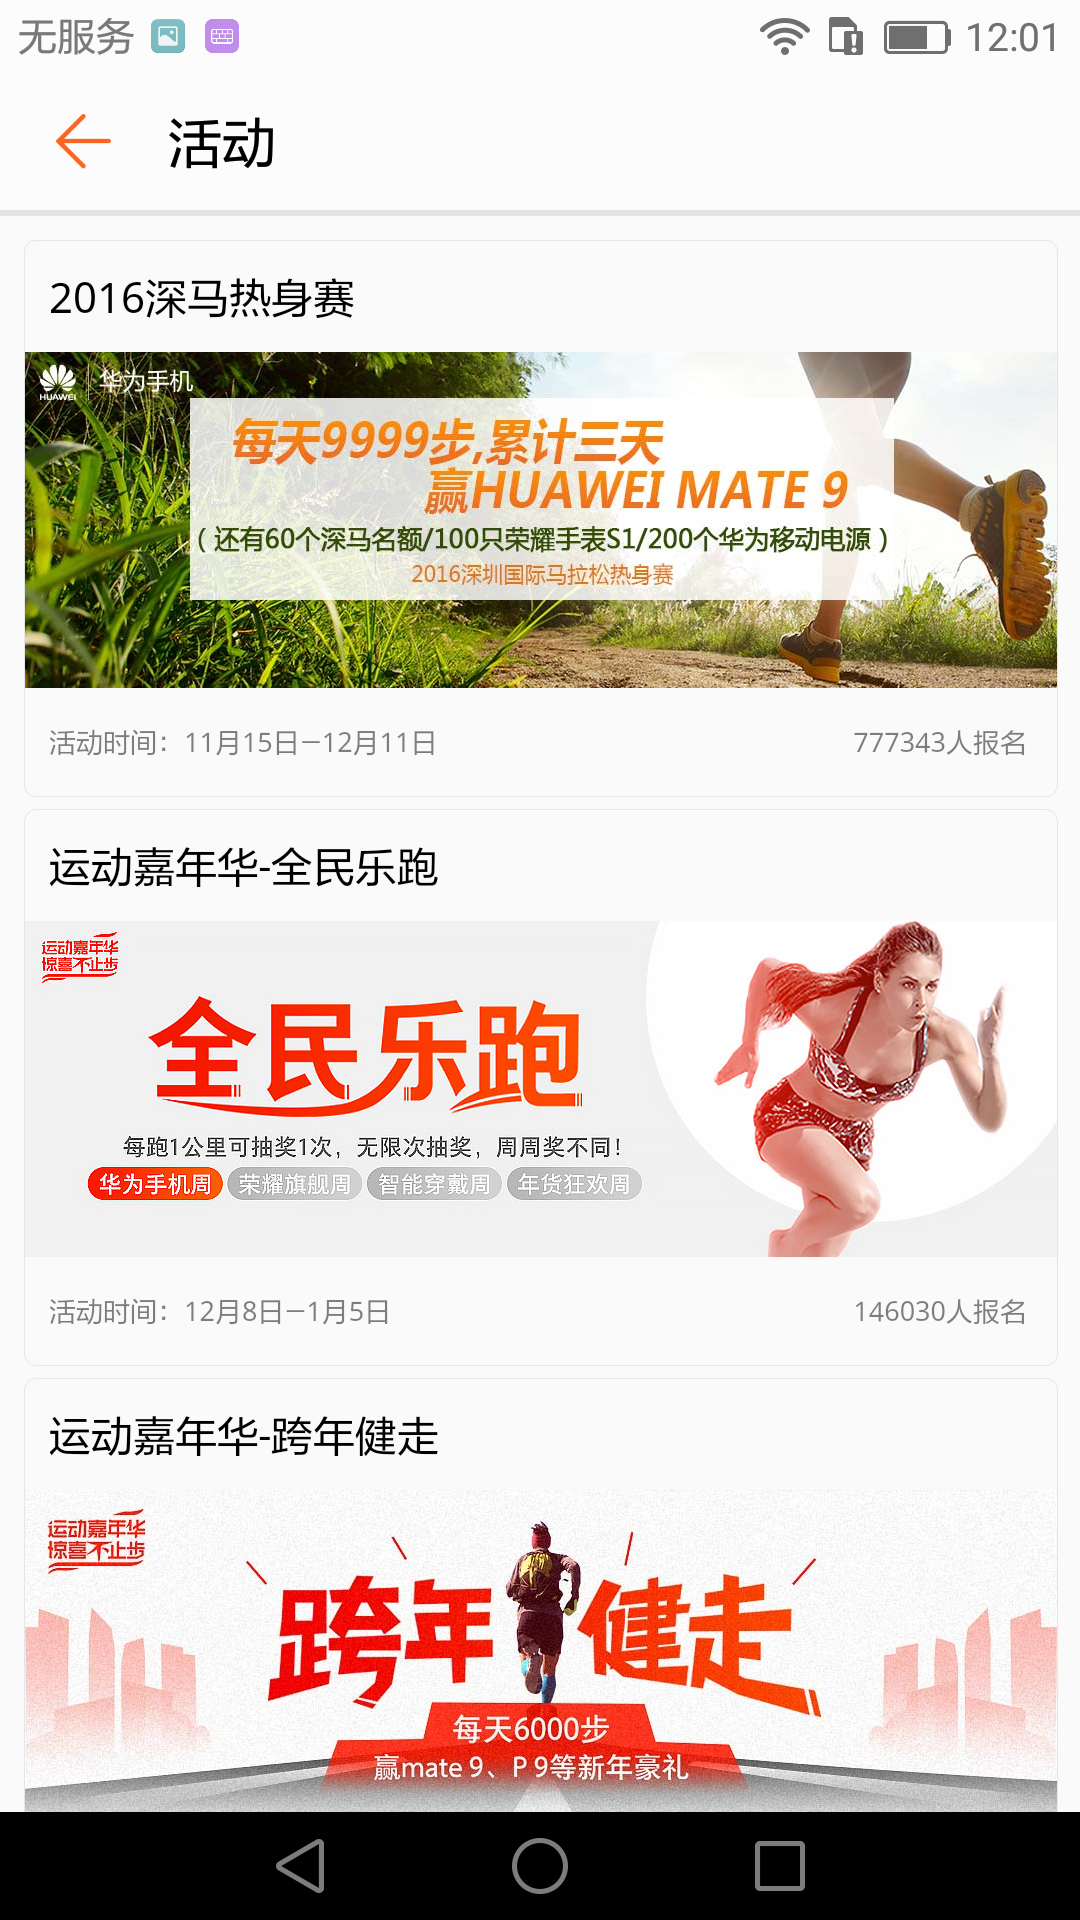 无服务 12:01
活动
2016深马热身赛
HUAWEI 华为手机
每天9999步,累计三天
赢HUAWEI MATE 9
（还有60个深马名额/100只荣耀手表S1/200个华为移动电源）
2016深圳国际马拉松热身赛
活动时间：11月15日—12月11日 777343人报名
运动嘉年华-全民乐跑
运动嘉年华
惊喜不止步
全民乐跑
每跑1公里可抽奖1次，无限次抽奖，周周奖不同！
华为手机周 荣耀旗舰周 智能穿戴周 年货狂欢周
活动时间：12月8日—1月5日 146030人报名
运动嘉年华-跨年健走
运动嘉年华
惊喜不止步
跨年健走
每天6000步
赢mate 9、P 9等新年豪礼